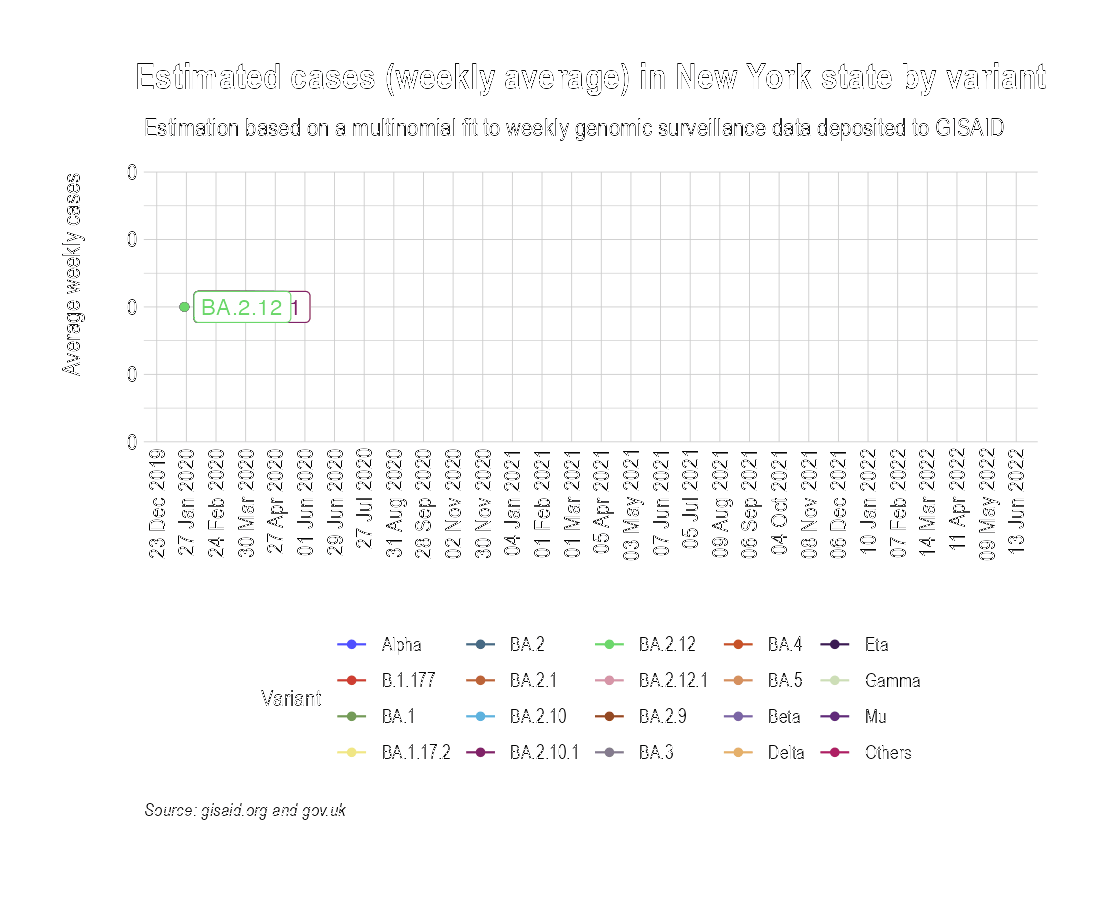 Estimated cases (weekly average) in New York state by variant
Estimation based on a multinomial fit to weekly genomic surveillance data deposited to GISAID
Average weekly cases
0
0
0
0
0
BA.2.12
1
23 Dec 2019
27 Jan 2020
24 Feb 2020
30 Mar 2020
27 Apr 2020
01 Jun 2020
29 Jun 2020
27 Jul 2020
31 Aug 2020
28 Sep 2020
02 Nov 2020
30 Nov 2020
04 Jan 2021
01 Feb 2021
01 Mar 2021
05 Apr 2021
03 May 2021
07 Jun 2021
05 Jul 2021
09 Aug 2021
06 Sep 2021
04 Oct 2021
08 Nov 2021
06 Dec 2021
10 Jan 2022
07 Feb 2022
14 Mar 2022
11 Apr 2022
09 May 2022
13 Jun 2022
Variant
Alpha
B.1.177
BA.1
BA.1.17.2
BA.2
BA.2.1
BA.2.10
BA.2.10.1
BA.2.12
BA.2.12.1
BA.2.9
BA.3
BA.4
BA.5
Beta
Delta
Eta
Gamma
Mu
Others
Source: gisaid.org and gov.uk